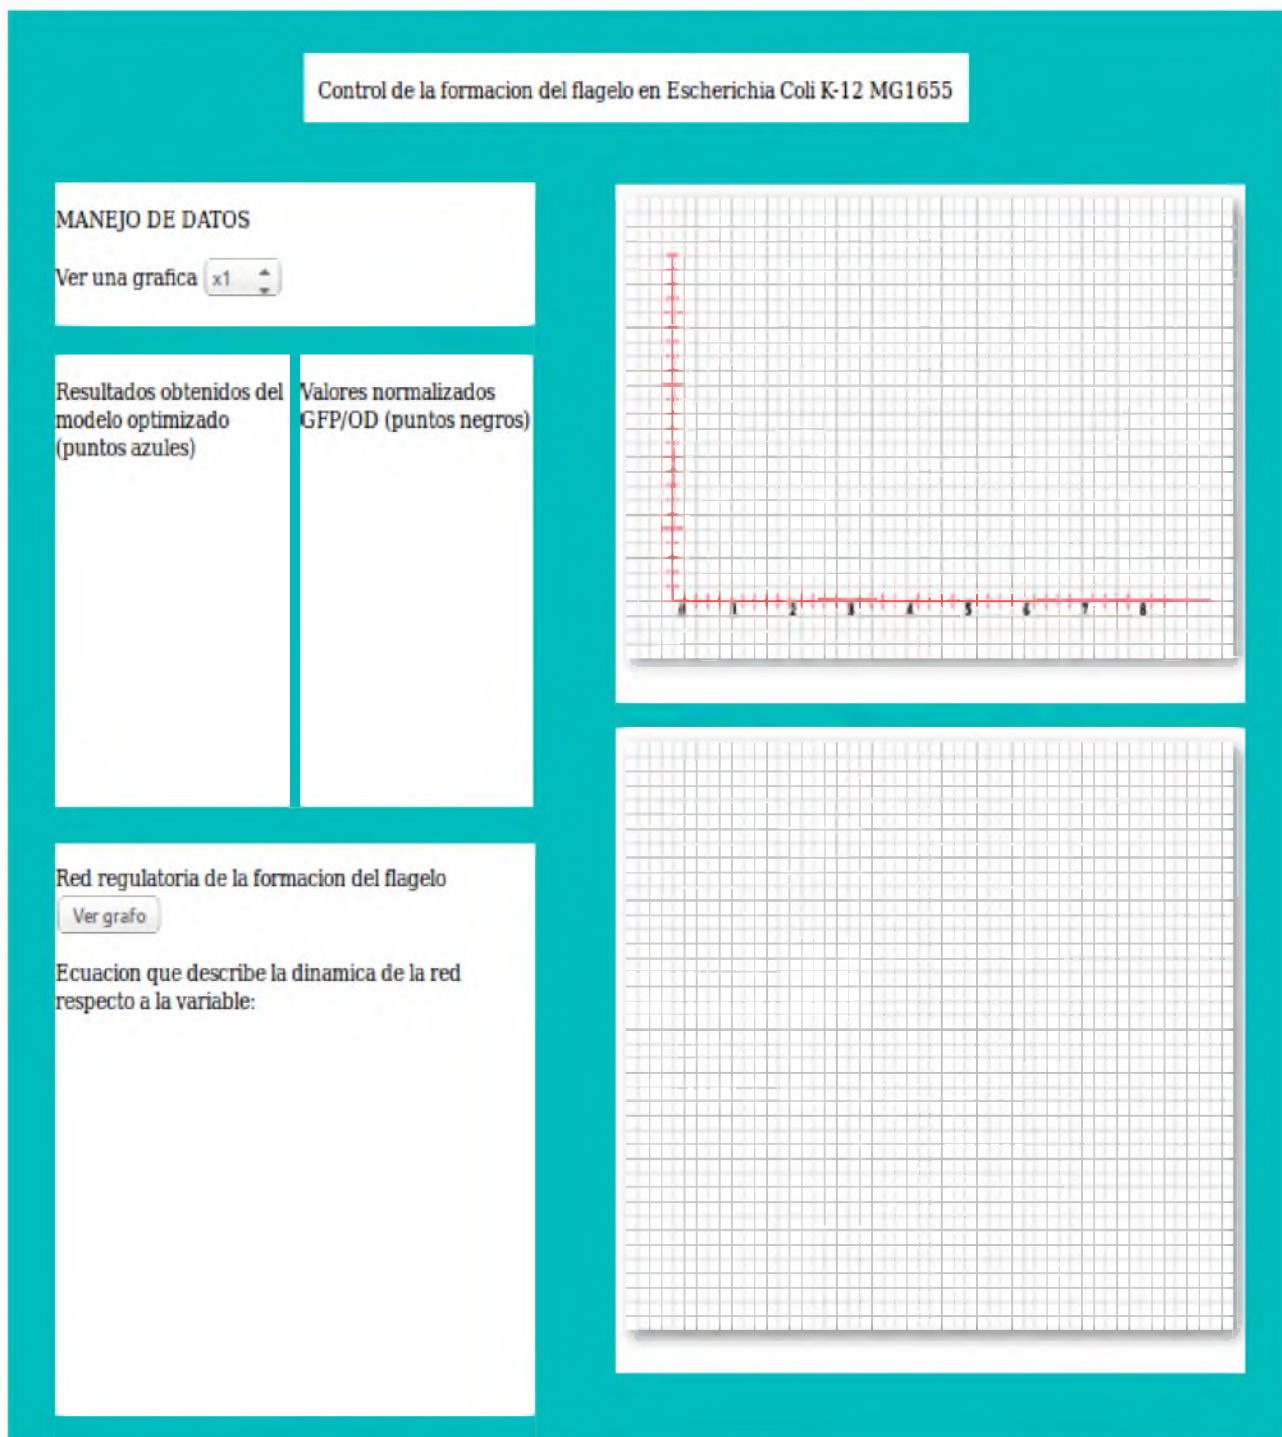 Control de la formacion del flagelo en Escherichia Coli K-12 MG1655
MANEJO DE DATOS
Ver una grafica x1
Resultados obtenidos del
modelo optimizado
(puntos azules)
Valores normalizados
GFP/OD (puntos negros)
Red regulatoria de la formacion del flagelo
Ver grafo
Ecuacion que describe la dinamica de la red
respecto a la variable:
0 1 2 3 4 5 6 7 8